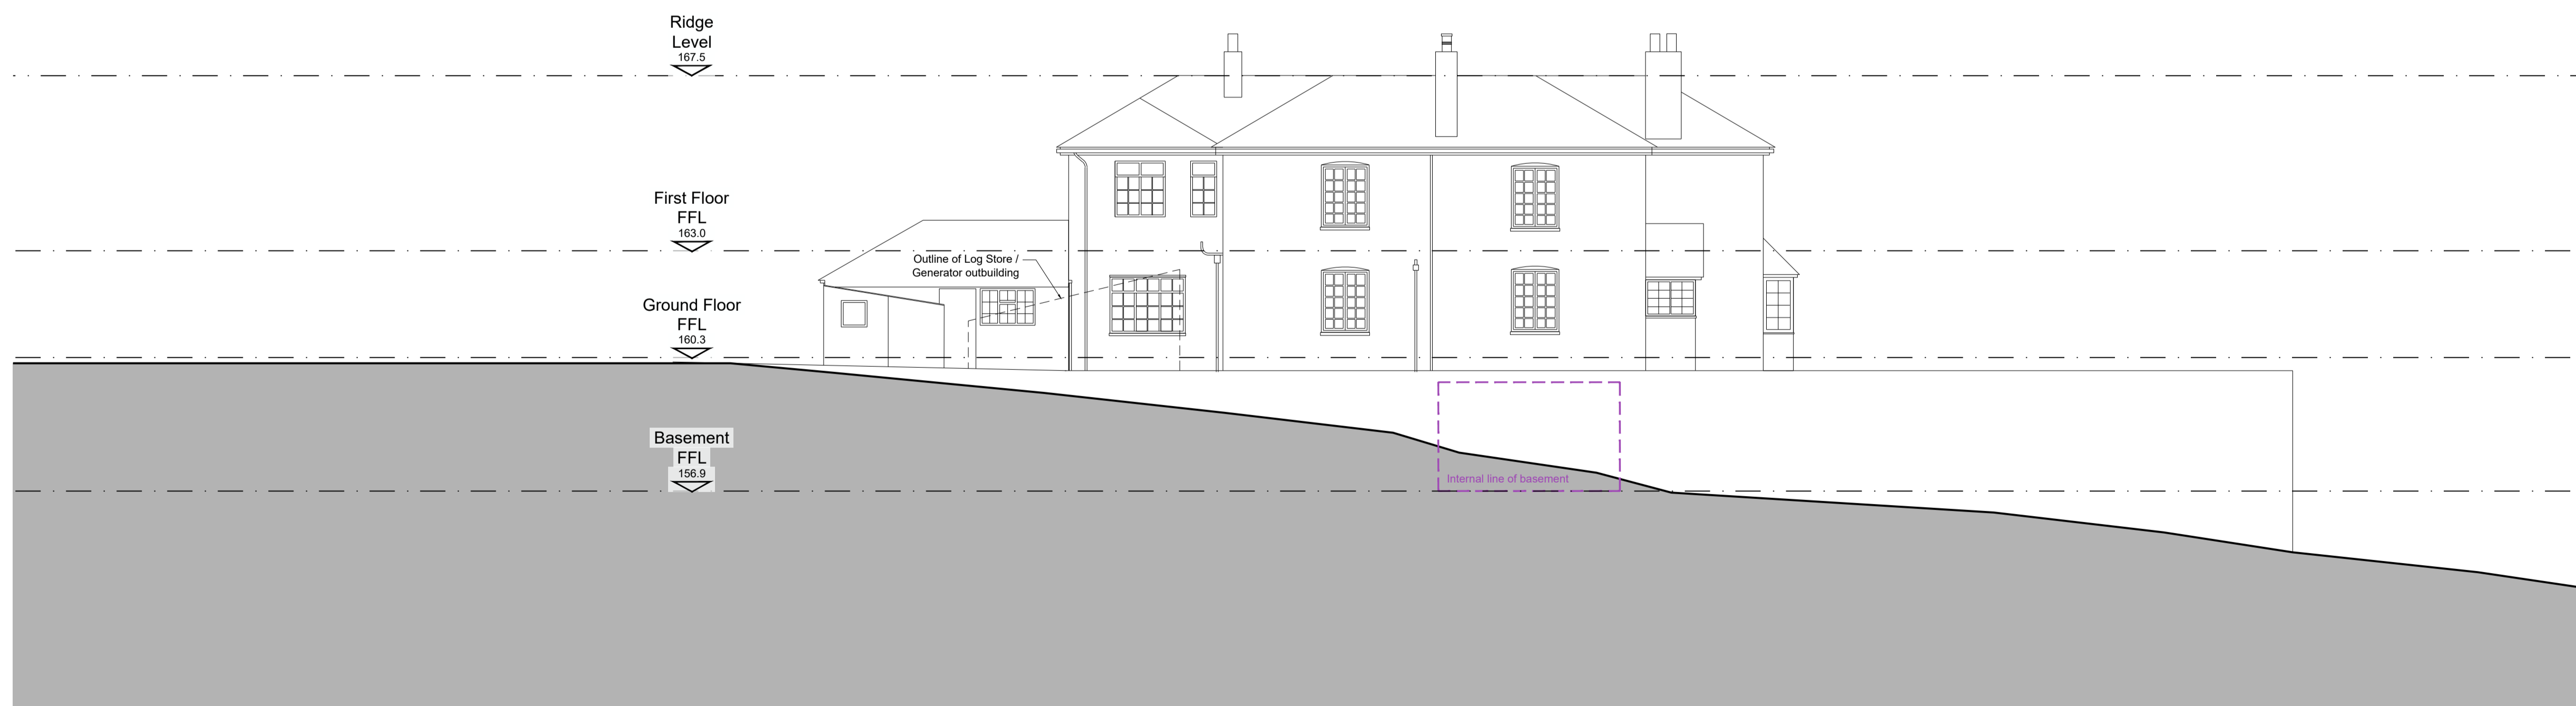 Ridge
Level
167.5
First Floor
FFL
163.0
Outline of Log Store /
Generator outbuilding
Ground Floor
FFL
160.3
Basement
FFL
156.9
Internal line of basement